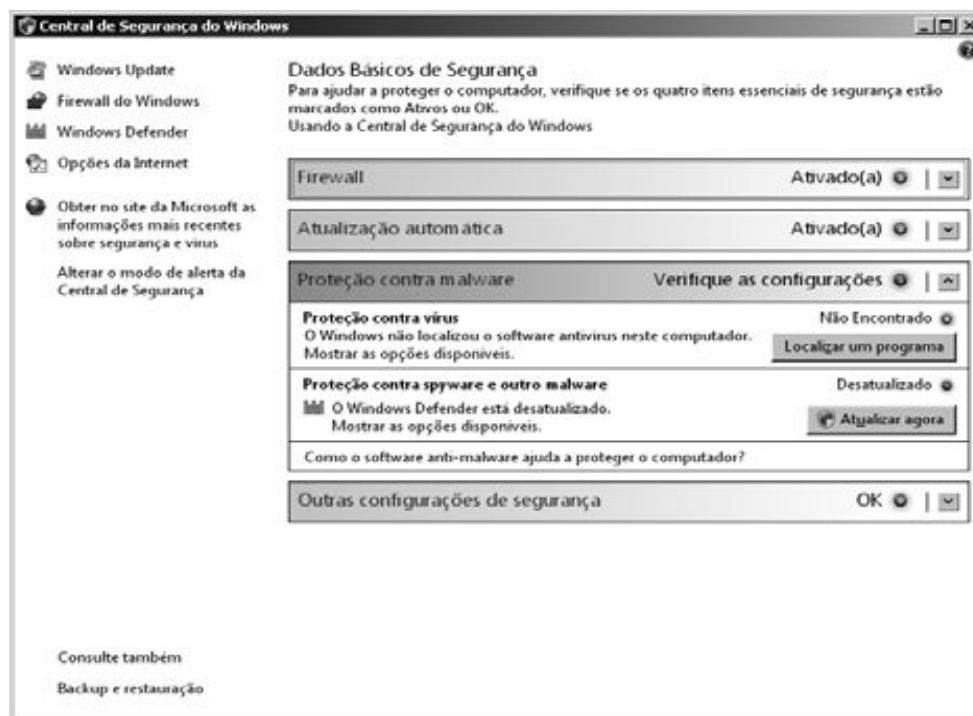 Central de Segurança do Windows
Windows Update
Firewall do Windows
Windows Defender
Opções da Internet
Obter no site da Microsoft as
informações mais recentes
sobre segurança e vírus
Alterar o modo de alerta da
Central de Segurança
Consulte também
Backup e restauração
Dados Básicos de Segurança
Para ajudar a proteger o computador, verifique se os quatro itens essenciais de segurança estão
marcados como Ativos ou OK.
Usando a Central de Segurança do Windows
Firewall Ativado(a)
Atualização automática Ativado(a)
Proteção contra malware Verifique as configurações
Proteção contra vírus Não Encontrado
O Windows não localizou o software antivírus neste computador.
Mostrar as opções disponíveis.
Localizar um programa
Proteção contra spyware e outro malware Desatualizado
O Windows Defender está desatualizado.
Mostrar as opções disponíveis.
Atualizar agora
Como o software anti-malware ajuda a proteger o computador?
Outras configurações de segurança OK